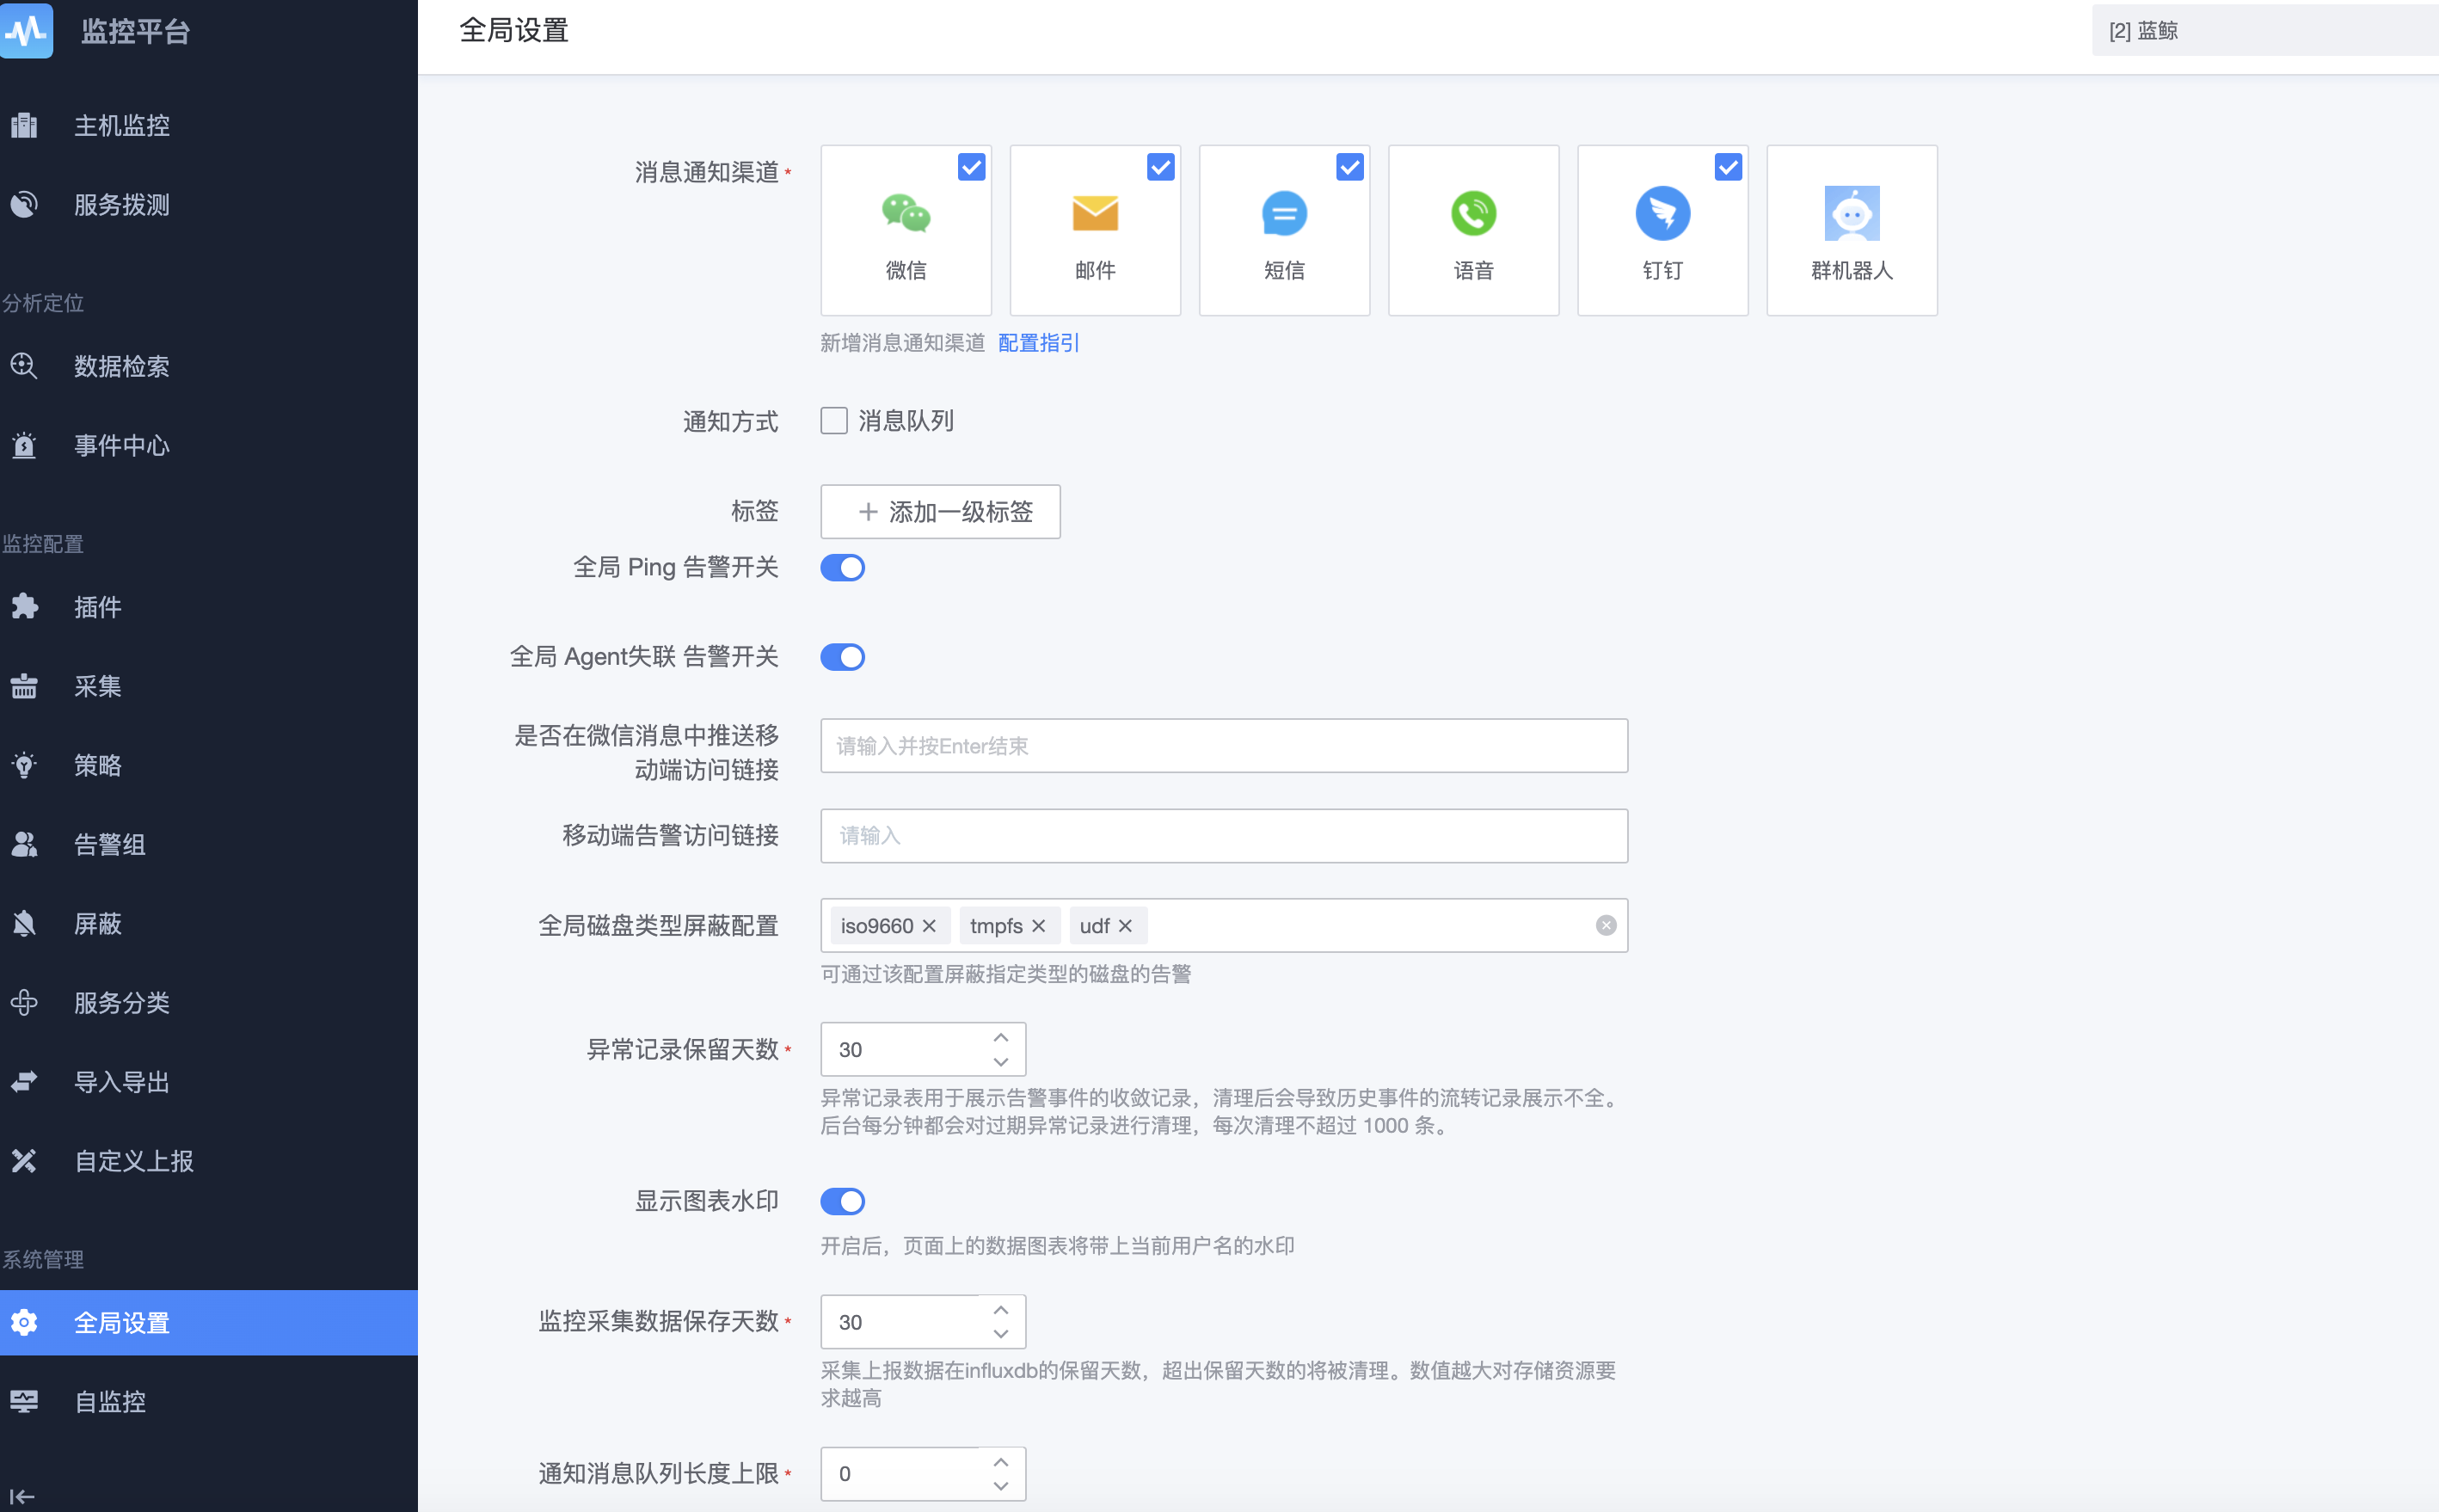 监控平台
主机监控
服务拨测
分析定位
数据检索
事件中心
监控配置
插件
采集
策略
告警组
屏蔽
服务分类
导入导出
自定义上报
系统管理
全局设置
自监控
全局设置
[2] 蓝鲸
消息通知渠道*
微信
邮件
短信
语音
钉钉
群机器人
新增消息通知渠道 配置指引
通知方式
消息队列
标签
+ 添加一级标签
全局 Ping 告警开关
全局 Agent失联 告警开关
是否在微信消息中推送移
动端访问链接
请输入并按Enter结束
移动端告警访问链接
请输入
全局磁盘类型屏蔽配置
iso9660
tmpfs
udf
可通过该配置屏蔽指定类型的磁盘的告警
异常记录保留天数*
30
异常记录表用于展示告警事件的收敛记录，清理后会导致历史事件的流转记录展示不全。
后台每分钟都会对过期异常记录进行清理，每次清理不超过 1000 条。
显示图表水印
开启后，页面上的数据图表将带上当前用户名的水印
监控采集数据保存天数*
30
采集上报数据在influxdb的保留天数，超出保留天数的将被清理。数值越大对存储资源要
求越高
通知消息队列长度上限*
0